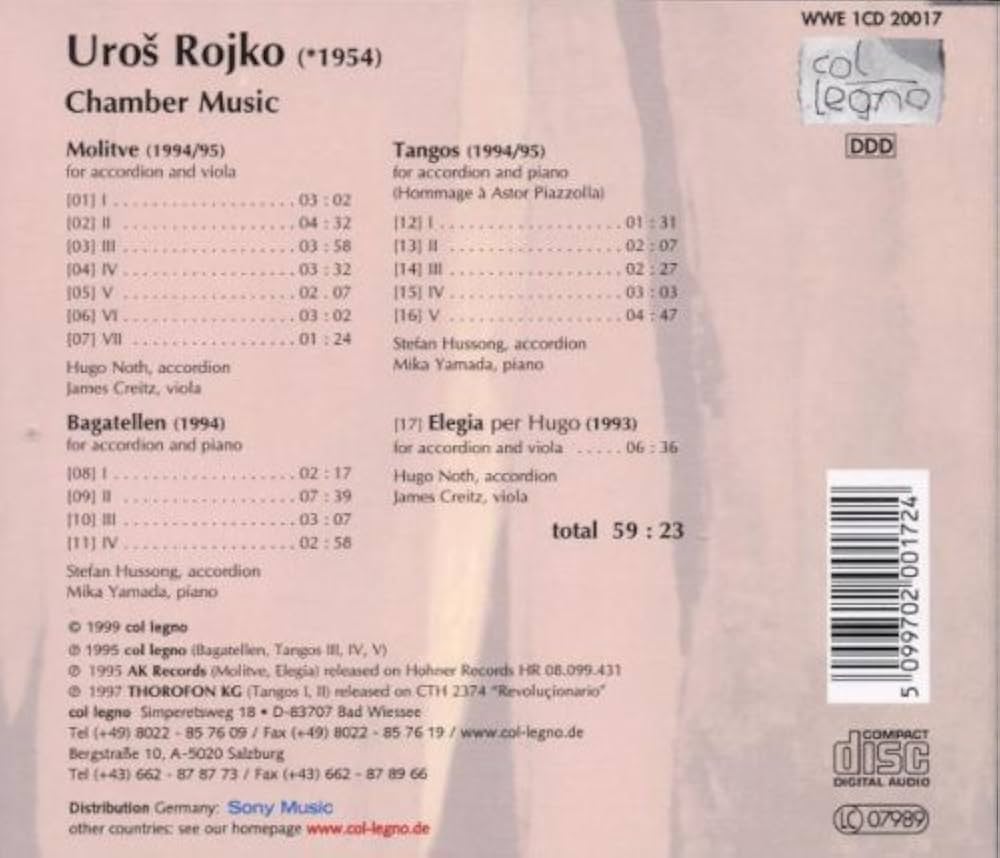 WWE 1CD 20017
col legno
DDD
Uroš Rojko (*1954)
Chamber Music
Molitve (1994/95)
for accordion and viola
[01] I . . . . . . . . . . . . . . . . . . . 03 : 02
[02] II . . . . . . . . . . . . . . . . . . 04 : 32
[03] III . . . . . . . . . . . . . . . . . . 03 : 58
[04] IV . . . . . . . . . . . . . . . . . . 03 : 32
[05] V . . . . . . . . . . . . . . . . . . 02 . 07
[06] VI . . . . . . . . . . . . . . . . . . 03 : 02
[07] VII . . . . . . . . . . . . . . . . . 01 : 24
Hugo Noth, accordion
James Creitz, viola
Bagatellen (1994)
for accordion and piano
[08] I . . . . . . . . . . . . . . . . . . . 02 : 17
[09] II . . . . . . . . . . . . . . . . . . 07 : 39
[10] III . . . . . . . . . . . . . . . . . . 03 : 07
[11] IV . . . . . . . . . . . . . . . . . . 02 : 58
Stefan Hussong, accordion
Mika Yamada, piano
Tangos (1994/95)
for accordion and piano
(Hommage à Astor Piazzolla)
[12] I . . . . . . . . . . . . . . . . . . . 01 : 31
[13] II . . . . . . . . . . . . . . . . . . 02 : 07
[14] III . . . . . . . . . . . . . . . . . . 02 : 27
[15] IV . . . . . . . . . . . . . . . . . . 03 : 03
[16] V . . . . . . . . . . . . . . . . . . 04 : 47
Stefan Hussong, accordion
Mika Yamada, piano
[17] Elegia per Hugo (1993)
for accordion and viola . . . . . 06 : 36
Hugo Noth, accordion
James Creitz, viola
total 59 : 23
© 1999 col legno
℗ 1995 col legno (Bagatellen, Tangos III, IV, V)
℗ 1995 AK Records (Molitve, Elegia) released on Hohner Records HR 08.099.431
℗ 1997 THOROFON KG (Tangos I, II) released on CTH 2374 "Revoluçionario"
col legno Simperetsweg 18 • D-83707 Bad Wiessee
Tel (+49) 8022 - 85 76 09 / Fax (+49) 8022 - 85 76 19 / www.col-legno.de
Bergstraße 10, A-5020 Salzburg
Tel (+43) 662 - 87 87 73 / Fax (+43) 662 - 87 89 66
Distribution Germany: Sony Music
other countries: see our homepage www.col-legno.de
5 099702 001724
COMPACT
disc
DIGITAL AUDIO
LC 07989